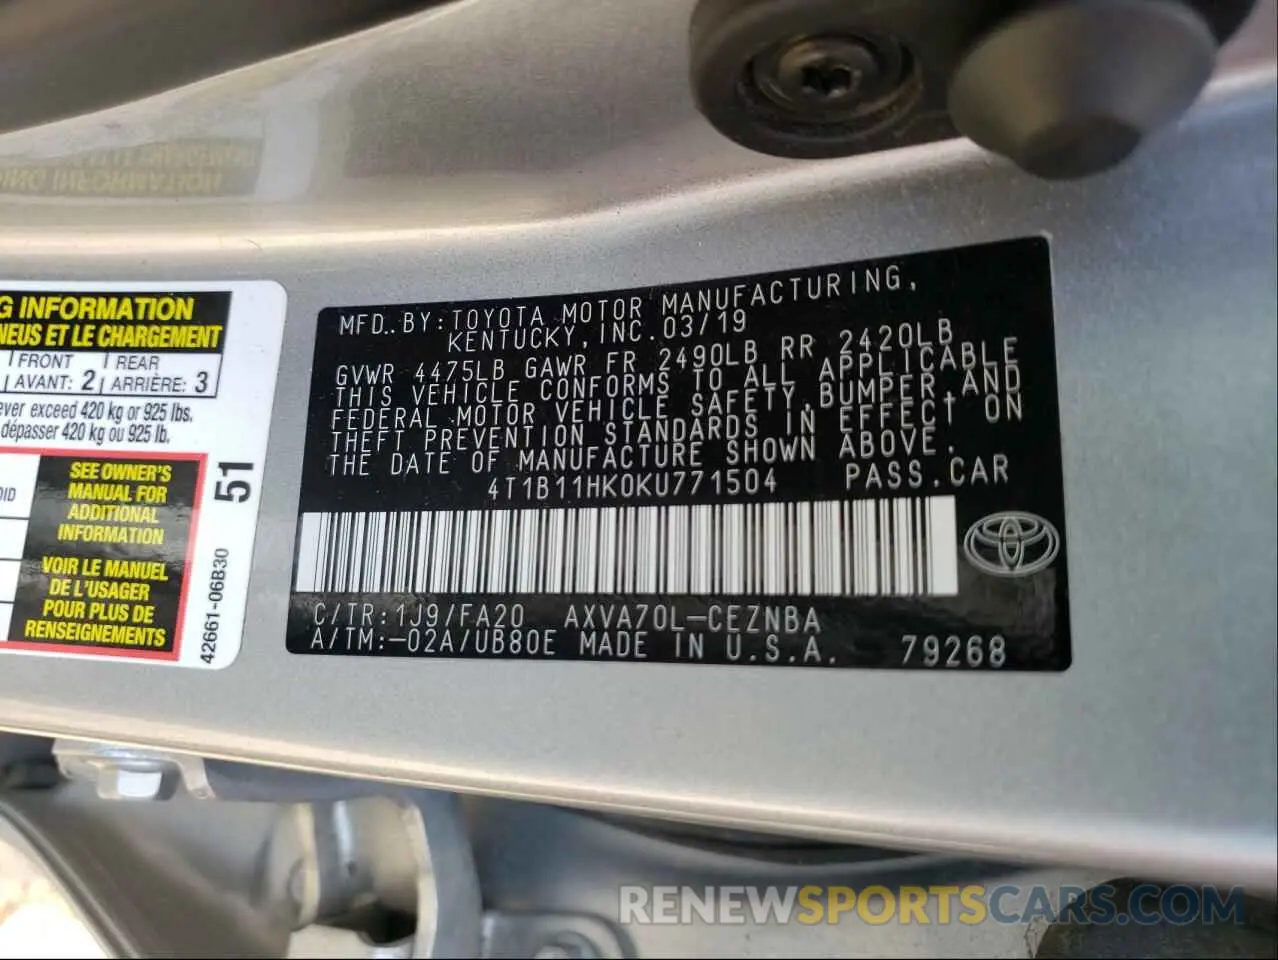 G INFORMATION
NEUS ET LE CHARGEMENT
FRONT REAR
AVANT: 2 ARRIÈRE: 3
ever exceed 420 kg or 925 lbs.
dépasser 420 kg ou 925 lb.
SEE OWNER'S
MANUAL FOR
ADDITIONAL
INFORMATION
VOIR LE MANUEL
DE L'USAGER
POUR PLUS DE
RENSEIGNEMENTS
51
42661-06B30
MFD. BY: TOYOTA MOTOR MANUFACTURING,
KENTUCKY, INC. 03/19
GVWR 4475LB GAWR FR 2490LB RR 2420LB
THIS VEHICLE CONFORMS TO ALL APPLICABLE
FEDERAL MOTOR VEHICLE SAFETY, BUMPER, AND
THEFT PREVENTION STANDARDS IN EFFECT ON
THE DATE OF MANUFACTURE SHOWN ABOVE.
4T1B11HK0KU771504 PASS. CAR
C/TR: 1J9/FA20 AXVA70L-CEZNBA
A/TM: -02A/UB80E MADE IN U.S.A. 79268
RENEWSPORTSCARS.COM